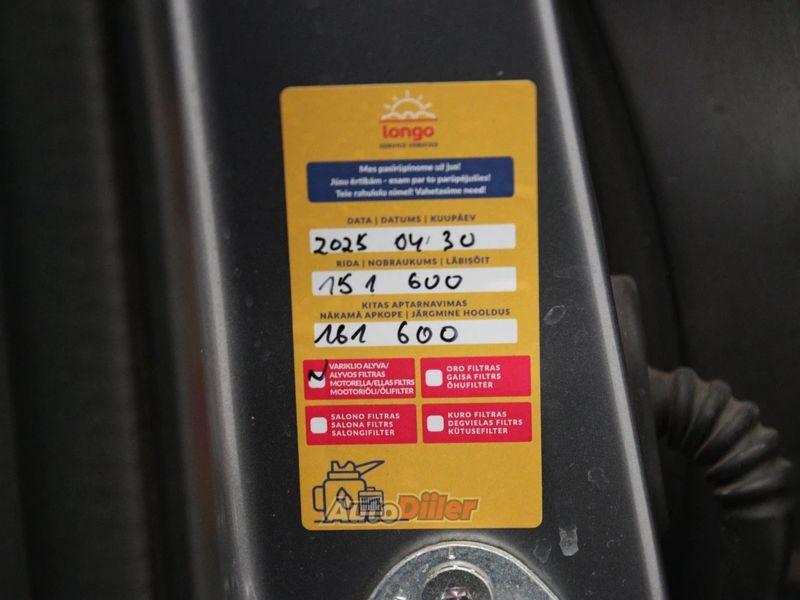 longo
SERVICE VERIFIED
Mes pasirūpinome už jus!
Jūsu ērtībām - esam par to parūpējušies!
Teie rahulolu nimel! Vahetasime need!
DATA | DATUMS | KUUPÄEV
2025 04 30
RIDA | NOBRAUKUMS | LÄBISÕIT
151 600
KITAS APTARNAVIMAS
NĀKAMĀ APKOPE | JÄRGMINE HOOLDUS
161 600
VARIKLIO ALYVA/
ALYVOS FILTRAS
MOTOREĻĻA/EĻĻAS FILTRS
MOOTORIÕLI/ÕLIFILTER
ORO FILTRAS
GAISA FILTRS
ÕHUFILTER
SALONO FILTRAS
SALONA FILTRS
SALONGIFILTER
KURO FILTRAS
DEGVIELAS FILTRS
KÜTUSEFILTER
AutoDiiler